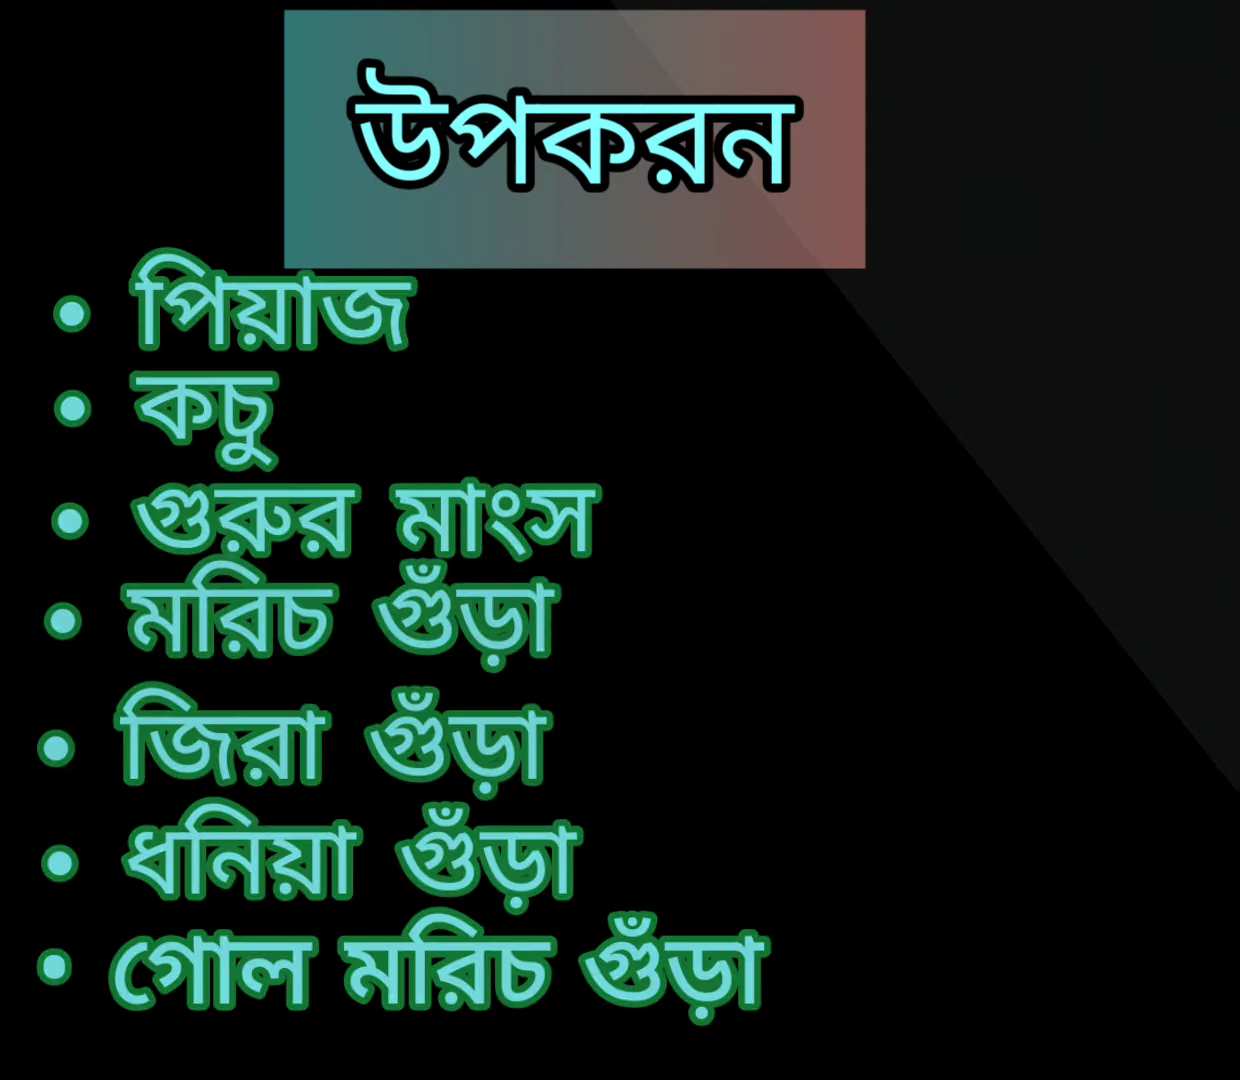 উপকরন
• পিয়াজ
• কচু
• গুরুর মাংস
• মরিচ গুঁড়া
• জিরা গুঁড়া
• ধনিয়া গুঁড়া
• গোল মরিচ গুঁড়া